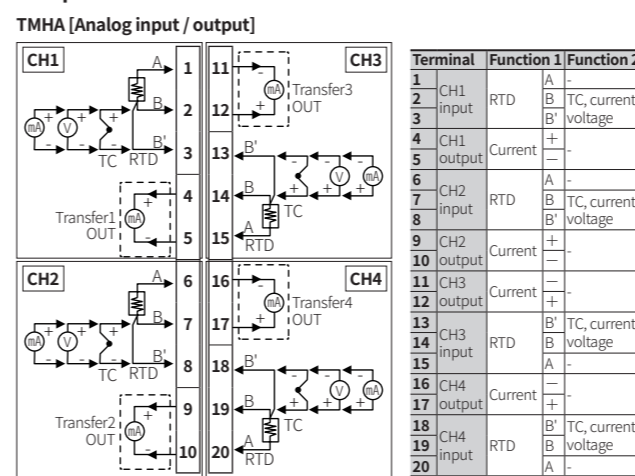 TMHA [Analog input / output]
CH1
A
1
B
2
B'
3
mA
+
-
V
+
-
TC
RTD
4
Transfer1
OUT
+
mA
-
5
CH3
11
-
mA
Transfer3
OUT
12
+
13
B'
14
B
-
+
V
-
+
mA
TC
15
A
RTD
CH2
A
6
B
7
B'
8
mA
+
-
V
+
-
TC
RTD
9
Transfer2
OUT
+
mA
-
10
CH4
16
-
mA
Transfer4
OUT
17
+
18
B'
19
B
-
+
V
-
+
mA
TC
20
A
RTD
Terminal Function 1 Function 2
1 CH1 input RTD A -
2 B TC, current
3 B' voltage
4 CH1 output Current + -
5 —
6 CH2 input RTD A -
7 B TC, current
8 B' voltage
9 CH2 output Current + -
10 —
11 CH3 output Current — -
12 +
13 CH3 input RTD B' TC, current
14 B voltage
15 A -
16 CH4 output Current — -
17 +
18 CH4 input RTD B' TC, current
19 B voltage
20 A -